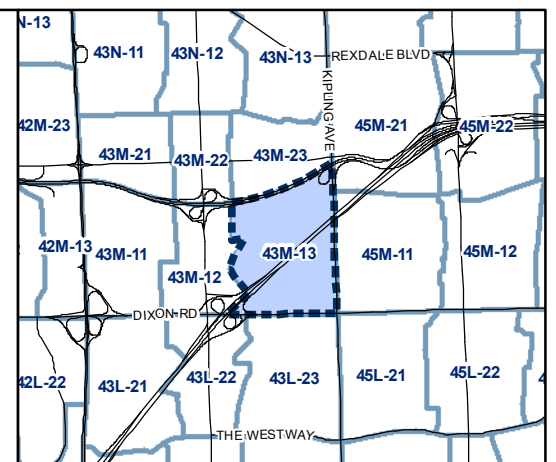 N-13
43N-11
43N-12
43N-13
REXDALE BLVD
KIPLING AVE
42M-23
45M-21
45M-22
43M-21
43M-22
43M-23
42M-13
43M-11
43M-12
43M-13
45M-11
45M-12
DIXON RD
42L-22
43L-21
43L-22
43L-23
45L-21
45L-22
4
THE WESTWAY